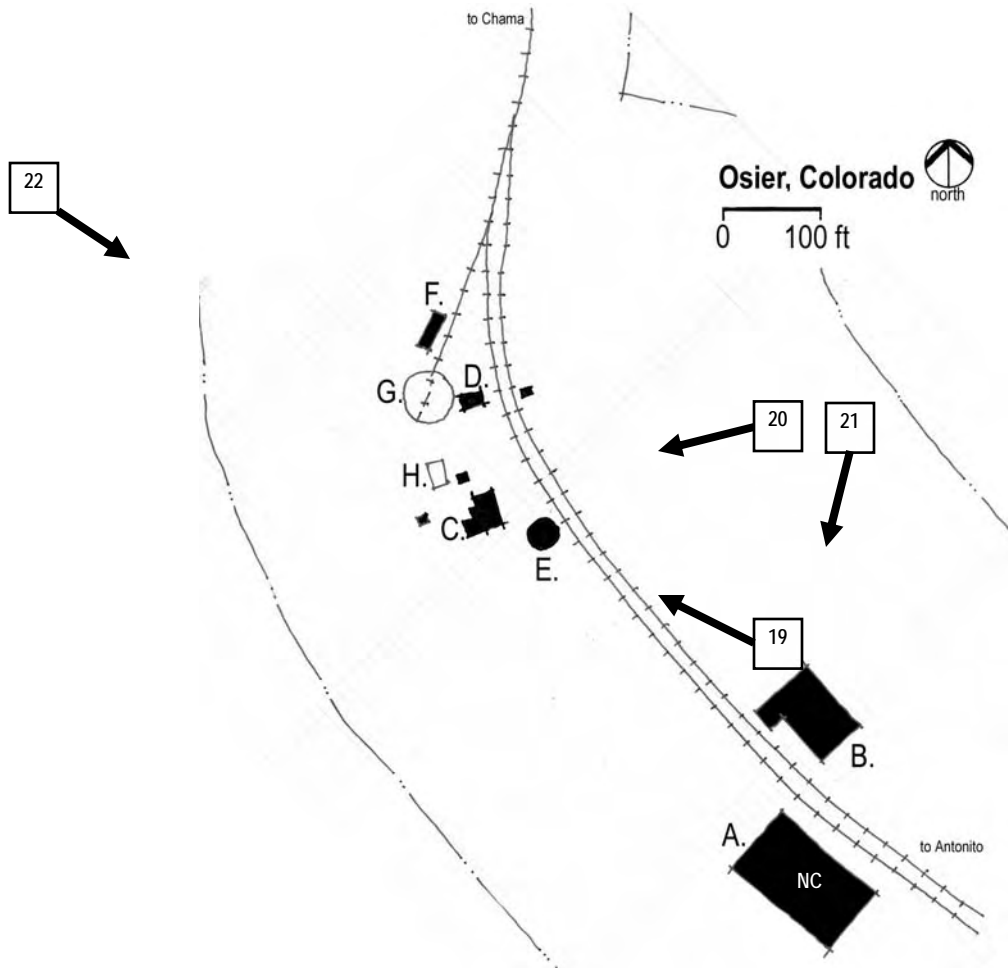 to Chama
Osier, Colorado
north
0 100 ft
22
F.
G.
D.
20
21
H.
C.
E.
19
B.
A.
to Antonito
NC